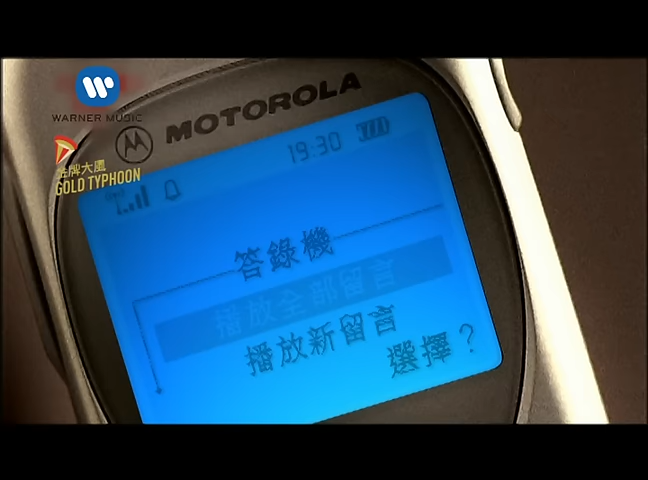 WARNER MUSIC
金牌大風
GOLD TYPHOON
MOTOROLA
19:30
答錄機
播放全部留言
播放新留言
選擇？